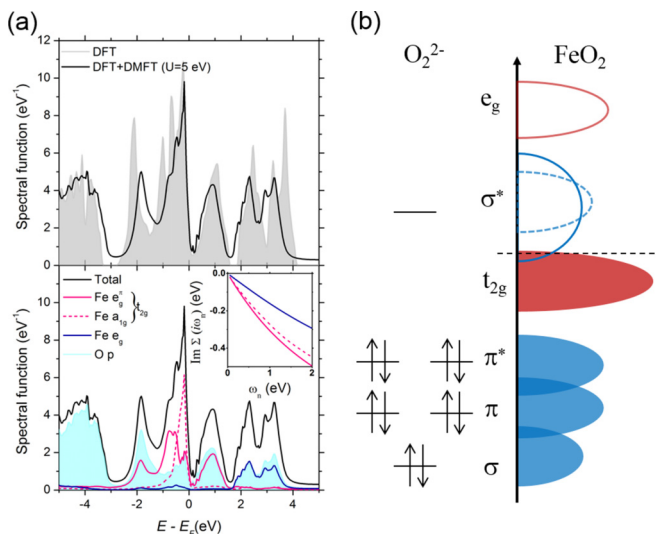 (a)
12
10
8
6
4
2
0
Spectral function (eV⁻¹)
DFT
DFT+DMFT (U=5 eV)
12
10
8
6
4
2
0
Spectral function (eV⁻¹)
Total
Fe e_g^π
Fe a_1g
} t_2g
Fe e_g
O p
Im Σ (iω_n) (eV)
0.0
-0.2
-0.4
0 1 2
ω_n (eV)
-4 -2 0 2 4
E - E_F(eV)
(b)
O₂²⁻ FeO₂
e_g
σ*
t_2g
π*
π
σ